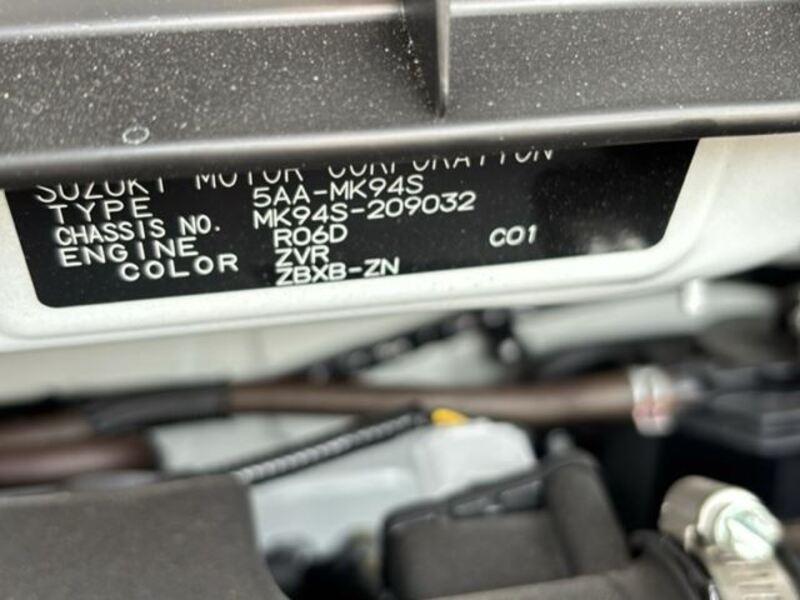 SUZUKI MOTOR CORPORATION
TYPE 5AA-MK94S
CHASSIS NO. MK94S-209032
ENGINE R06D C01
COLOR ZVR
ZBXB-ZN